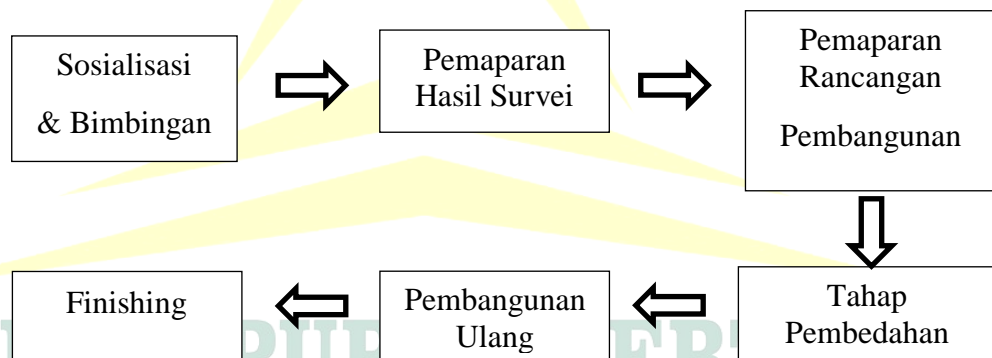 Sosialisasi
& Bimbingan
Pemaparan
Hasil Survei
Pemaparan
Rancangan
Pembangunan
Tahap
Pembedahan
Pembangunan
Ulang
Finishing